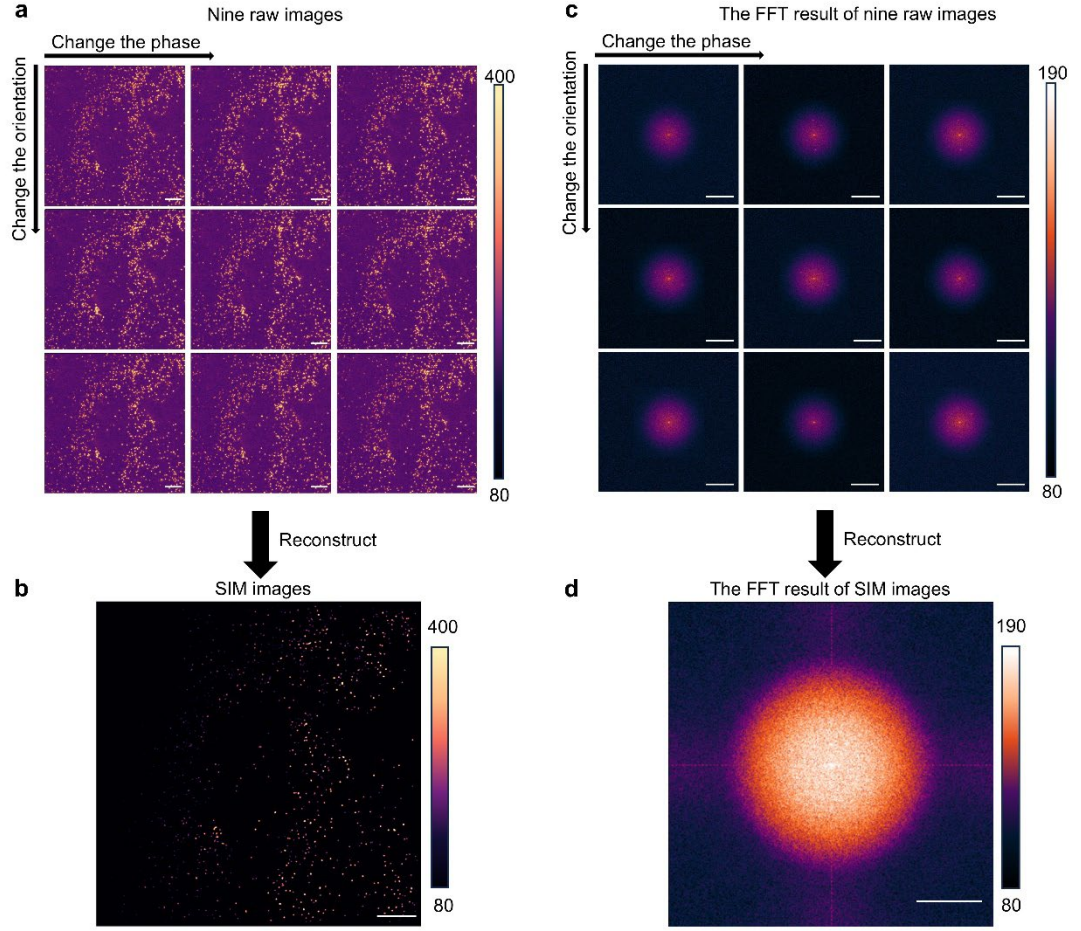 a
Nine raw images
Change the phase
Change the orientation
400
80
Reconstruct
b
SIM images
400
80
c
The FFT result of nine raw images
Change the phase
Change the orientation
190
80
Reconstruct
d
The FFT result of SIM images
190
80